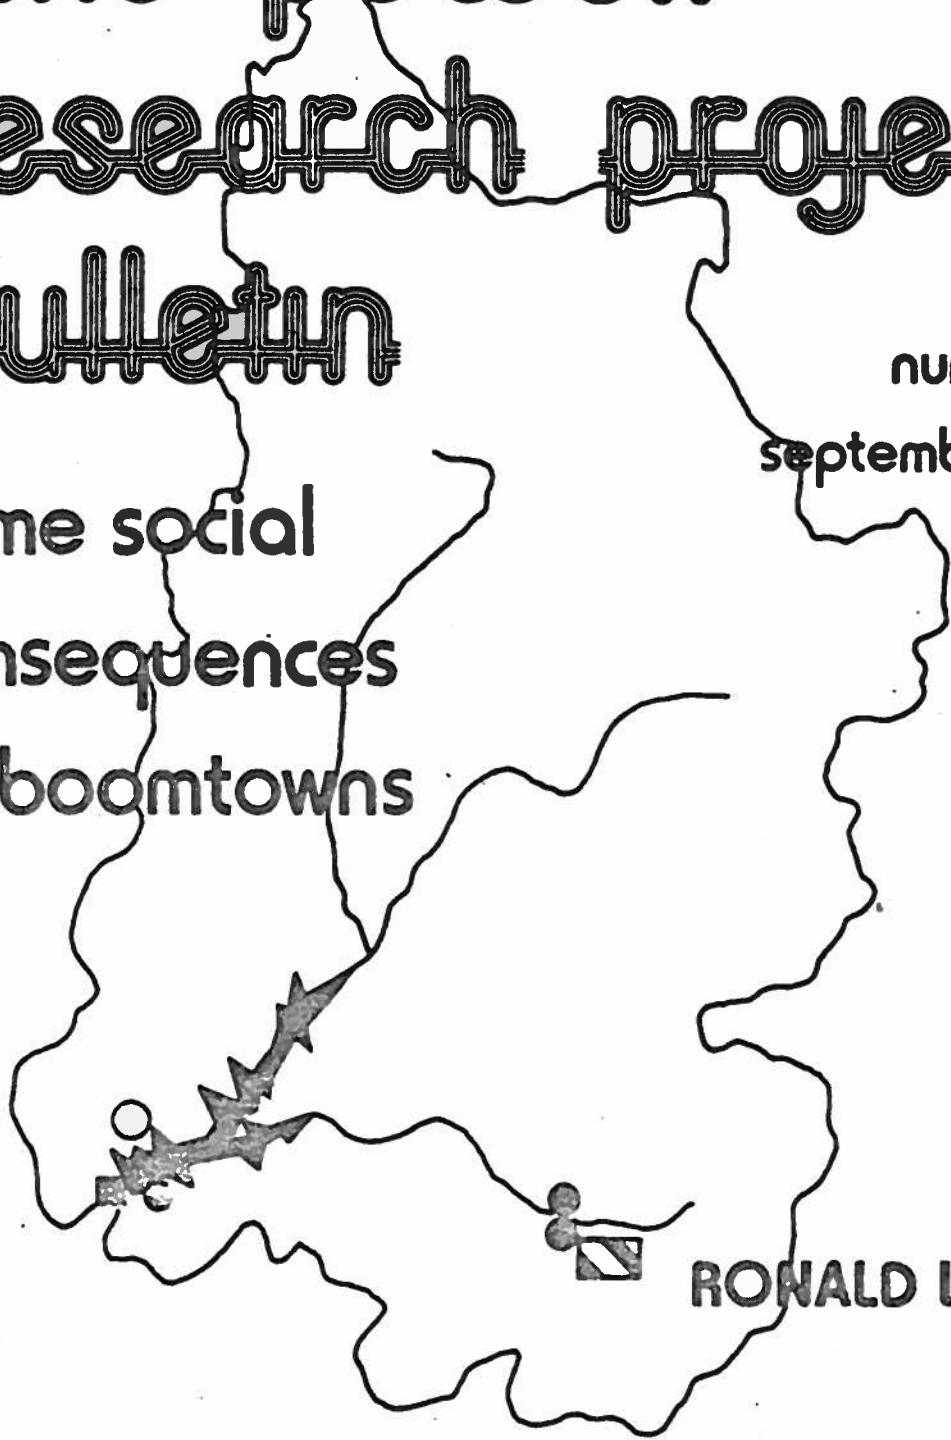 esearch proje
ulletin
nu
septemb
me social
nsequences
boomtowns
RONALD L